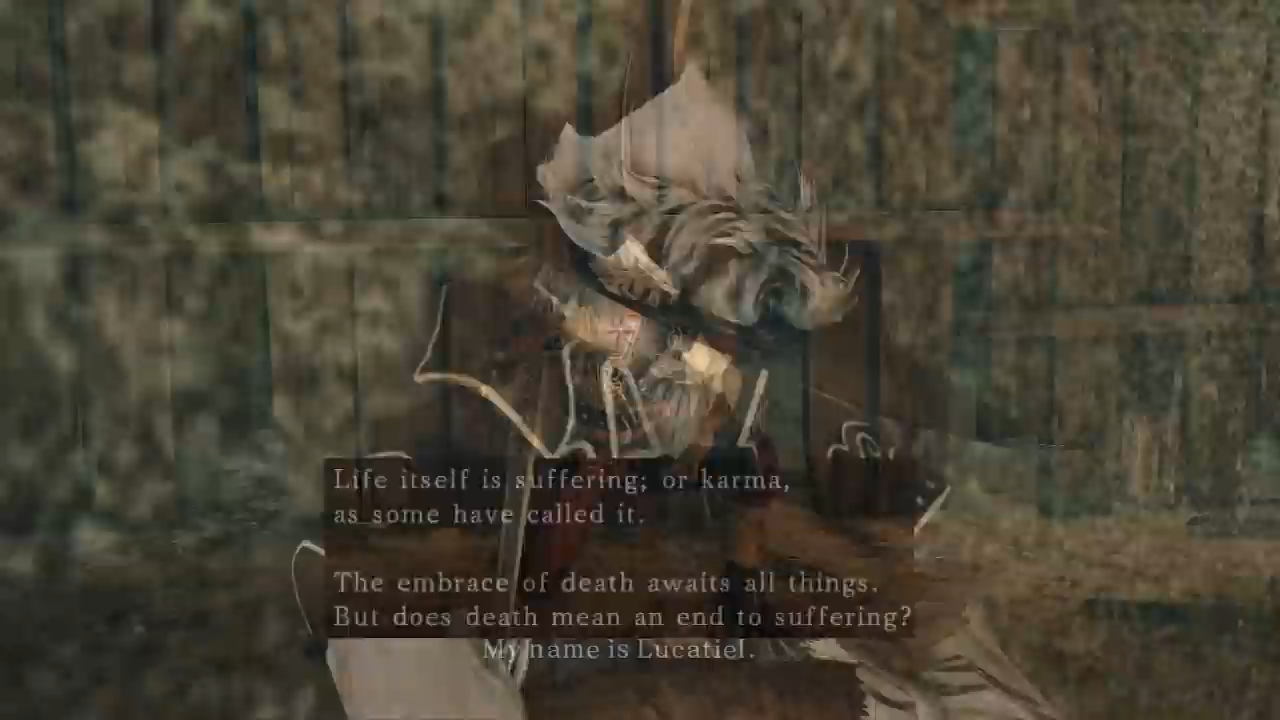 Life itself is suffering; or karma,
as some have called it.
The embrace of death awaits all things.
But does death mean an end to suffering?
My name is Lucatiel.